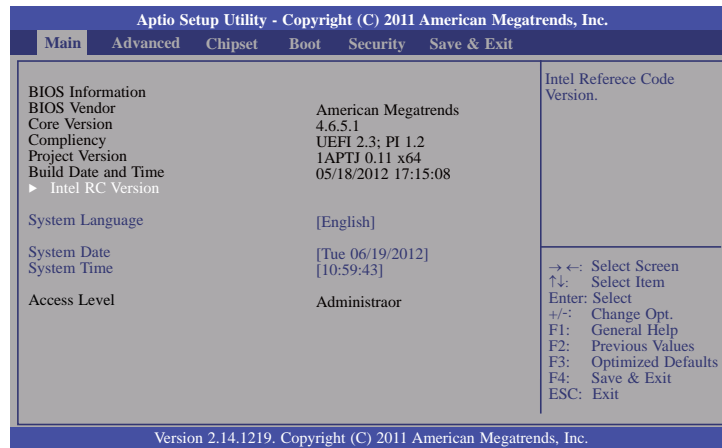 Aptio Setup Utility - Copyright (C) 2011 American Megatrends, Inc.
Main Advanced Chipset Boot Security Save & Exit
BIOS Information
BIOS Vendor American Megatrends
Core Version 4.6.5.1
Compliency UEFI 2.3; PI 1.2
Project Version 1APTJ 0.11 x64
Build Date and Time 05/18/2012 17:15:08
▶ Intel RC Version
System Language [English]
System Date [Tue 06/19/2012]
System Time [10:59:43]
Access Level Administraor
Intel Referece Code
Version.
→ ←: Select Screen
↑↓: Select Item
Enter: Select
+/-: Change Opt.
F1: General Help
F2: Previous Values
F3: Optimized Defaults
F4: Save & Exit
ESC: Exit
Version 2.14.1219. Copyright (C) 2011 American Megatrends, Inc.